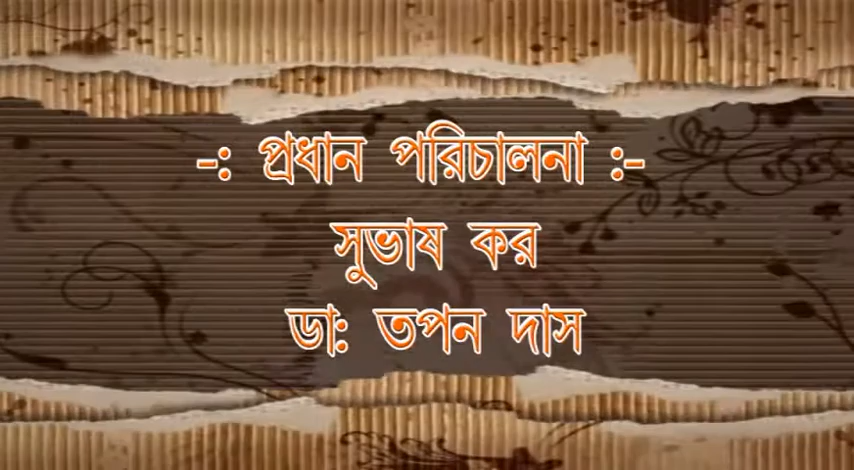 -: প্রধান পরিচালনা :-
সুভাষ কর
ডাঃ তপন দাস